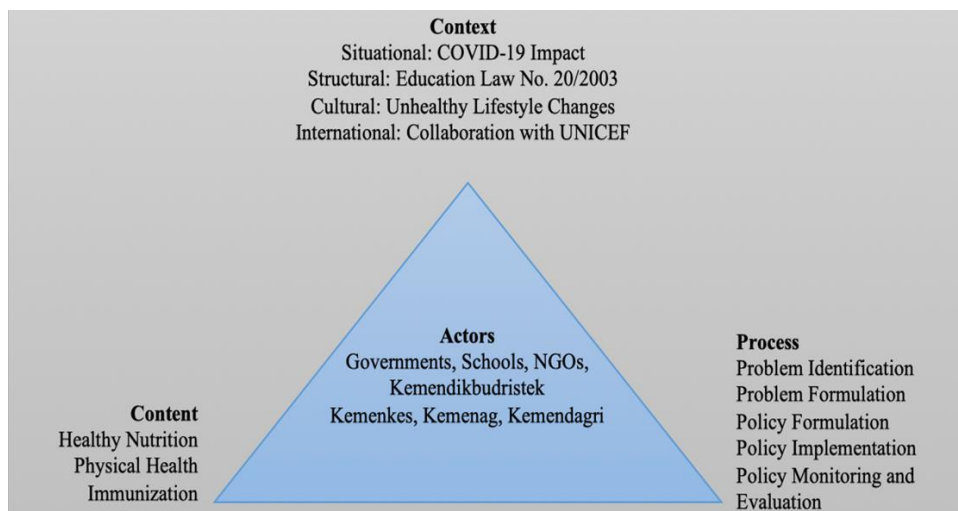 Context
Situational: COVID-19 Impact
Structural: Education Law No. 20/2003
Cultural: Unhealthy Lifestyle Changes
International: Collaboration with UNICEF
Actors
Governments, Schools, NGOs,
Kemendikbudristek
Kemenkes, Kemenag, Kemendagri
Content
Healthy Nutrition
Physical Health
Immunization
Process
Problem Identification
Problem Formulation
Policy Formulation
Policy Implementation
Policy Monitoring and
Evaluation